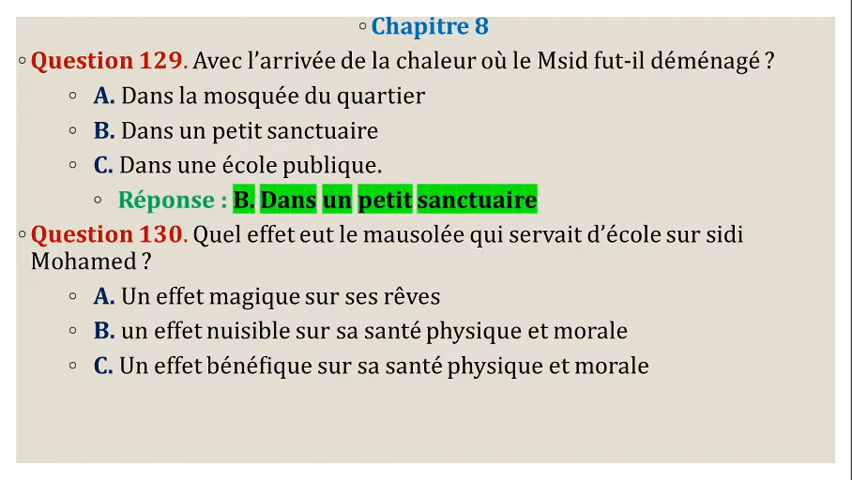 ◦ Chapitre 8
◦ Question 129. Avec l’arrivée de la chaleur où le Msid fut-il déménagé ?
◦ A. Dans la mosquée du quartier
◦ B. Dans un petit sanctuaire
◦ C. Dans une école publique.
◦ Réponse : B. Dans un petit sanctuaire
◦ Question 130. Quel effet eut le mausolée qui servait d’école sur sidi
Mohamed ?
◦ A. Un effet magique sur ses rêves
◦ B. un effet nuisible sur sa santé physique et morale
◦ C. Un effet bénéfique sur sa santé physique et morale